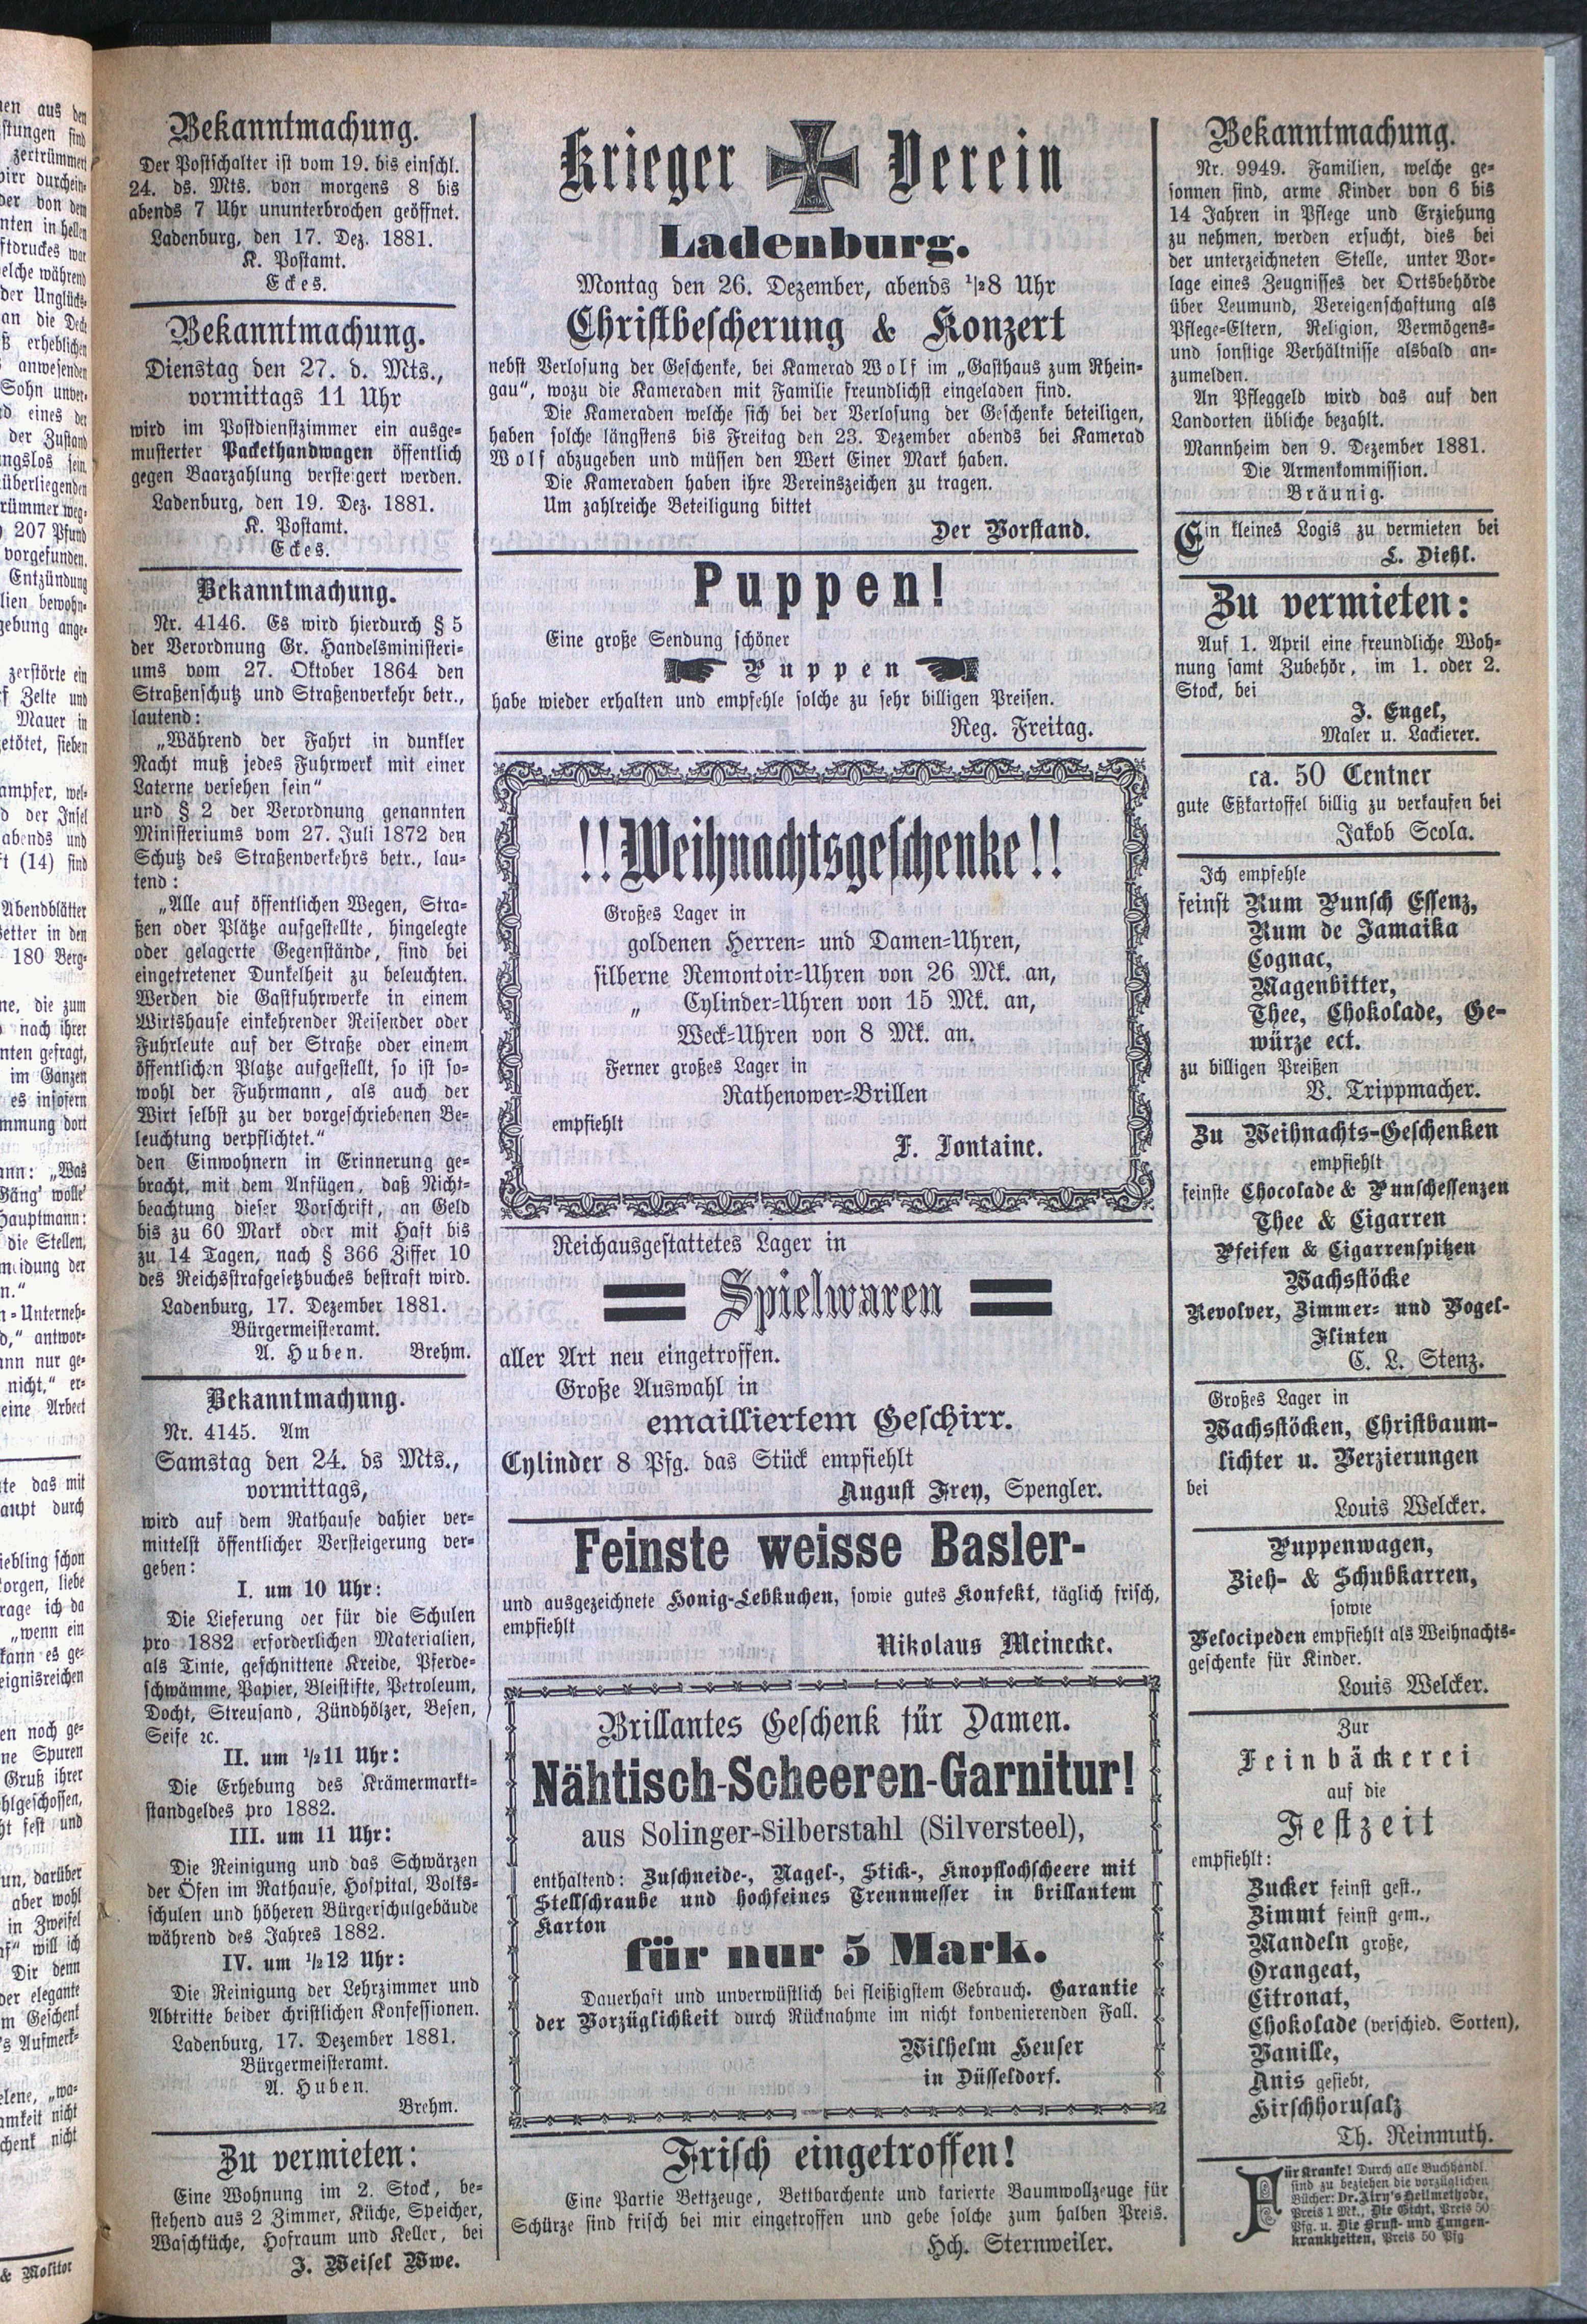 Bekanntmachung.
Der Postschalter ist vom 19. bis einschl.
24. ds. Mts. von morgens 8 bis
abends 7 Uhr ununterbrochen geöffnet.
Ladenburg, den 17. Dez. 1881.
K. Postamt.
Eckes.
Bekanntmachung.
Dienstag den 27. d. Mts.,
vormittags 11 Uhr
wird im Postdienstzimmer ein ausge-
musterter Packethandwagen öffentlich
gegen Baarzahlung versteigert werden.
Ladenburg, den 19. Dez. 1881.
K. Postamt.
Eckes.
Bekanntmachung.
Nr. 4146. Es wird hierdurch § 5
der Verordnung Gr. Handelsministeri-
ums vom 27. Oktober 1864 den
Straßenschutz und Straßenverkehr betr.,
lautend:
„Während der Fahrt in dunkler
Nacht muß jedes Fuhrwerk mit einer
Laterne versehen sein“
und § 2 der Verordnung genannten
Ministeriums vom 27. Juli 1872 den
Schutz des Straßenverkehrs betr., lau-
tend:
„Alle auf öffentlichen Wegen, Stra-
ßen oder Plätze aufgestellte, hingelegte
oder gelagerte Gegenstände, sind bei
eingetretener Dunkelheit zu beleuchten.
Werden die Gastfuhrwerke in einem
Wirtshause einkehrender Reisender oder
Fuhrleute auf der Straße oder einem
öffentlichen Platze aufgestellt, so ist so-
wohl der Fuhrmann, als auch der
Wirt selbst zu der vorgeschriebenen Be-
leuchtung verpflichtet.“
den Einwohnern in Erinnerung ge-
bracht, mit dem Anfügen, daß Nicht-
beachtung dieser Vorschrift, an Geld
bis zu 60 Mark oder mit Haft bis
zu 14 Tagen, nach § 366 Ziffer 10
des Reichsstrafgesetzbuches bestraft wird.
Ladenburg, 17. Dezember 1881.
Bürgermeisteramt.
A. Huben. Brehm.
Bekanntmachung.
Nr. 4145. Am
Samstag den 24. ds Mts.,
vormittags,
wird auf dem Rathause dahier ver-
mittelst öffentlicher Versteigerung ver-
geben:
I. um 10 Uhr:
Die Lieferung der für die Schulen
pro 1882 erforderlichen Materialien,
als Tinte, geschnittene Kreide, Pferde-
schwämme, Papier, Bleistifte, Petroleum,
Docht, Streusand, Zündhölzer, Besen,
Seife ꝛc.
II. um ½11 Uhr:
Die Erhebung des Krämermarkt-
standgeldes pro 1882.
III. um 11 Uhr:
Die Reinigung und das Schwärzen
der Öfen im Rathause, Hospital, Volks-
schulen und höheren Bürgerschulgebäude
während des Jahres 1882.
IV. um ½12 Uhr:
Die Reinigung der Lehrzimmer und
Abtritte beider christlichen Konfessionen.
Ladenburg, 17. Dezember 1881.
Bürgermeisteramt.
A. Huben.
Brehm.
Zu vermieten:
Eine Wohnung im 2. Stock, be-
stehend aus 2 Zimmer, Küche, Speicher,
Waschküche, Hofraum und Keller, bei
J. Weisel Wwe.
Krieger Verein
Ladenburg.
Montag den 26. Dezember, abends ½8 Uhr
Christbescherung & Konzert
nebst Verlosung der Geschenke, bei Kamerad Wolf im „Gasthaus zum Rhein-
gau“, wozu die Kameraden mit Familie freundlichst eingeladen sind.
Die Kameraden welche sich bei der Verlosung der Geschenke beteiligen,
haben solche längstens bis Freitag den 23. Dezember abends bei Kamerad
Wolf abzugeben und müssen den Wert Einer Mark haben.
Die Kameraden haben ihre Vereinszeichen zu tragen.
Um zahlreiche Beteiligung bittet
Der Vorstand.
Puppen!
Eine große Sendung schöner
Puppen
habe wieder erhalten und empfehle solche zu sehr billigen Preisen.
Reg. Freitag.
!!Weihnachtsgeschenke!!
Großes Lager in
goldenen Herren- und Damen-Uhren,
silberne Remontoir-Uhren von 26 Mk. an,
„ Cylinder-Uhren von 15 Mk. an,
Weck-Uhren von 8 Mk. an.
Ferner großes Lager in
Rathenower-Brillen
empfiehlt
F. Fontaine.
Reichausgestattetes Lager in
Spielwaren
aller Art neu eingetroffen.
Große Auswahl in
emailliertem Geschirr.
Cylinder 8 Pfg. das Stück empfiehlt
August Frey, Spengler.
Feinste weisse Basler-
und ausgezeichnete Honig-Lebkuchen, sowie gutes Konfekt, täglich frisch,
empfiehlt
Nikolaus Meinecke.
Brillantes Geschenk für Damen.
Nähtisch-Scheeren-Garnitur!
aus Solinger-Silberstahl (Silversteel),
enthaltend: Zuschneide-, Nagel-, Stick-, Knopflochscheere mit
Stellschraube und hochfeines Trennmesser in brillantem
Karton
für nur 5 Mark.
Dauerhaft und unverwüstlich bei fleißigstem Gebrauch. Garantie
der Vorzüglichkeit durch Rücknahme im nicht konvenierenden Fall.
Wilhelm Heuser
in Düsseldorf.
Frisch eingetroffen!
Eine Partie Bettzeuge, Bettbarchente und karierte Baumwollzeuge für
Schürze sind frisch bei mir eingetroffen und gebe solche zum halben Preis.
Hch. Sternweiler.
Bekanntmachung.
Nr. 9949. Familien, welche ge-
sonnen sind, arme Kinder von 6 bis
14 Jahren in Pflege und Erziehung
zu nehmen, werden ersucht, dies bei
der unterzeichneten Stelle, unter Vor-
lage eines Zeugnisses der Ortsbehörde
über Leumund, Vereigenschaftung als
Pflege-Eltern, Religion, Vermögens-
und sonstige Verhältnisse alsbald an-
zumelden.
An Pfleggeld wird das auf den
Landorten übliche bezahlt.
Mannheim den 9. Dezember 1881.
Die Armenkommission.
Bräunig.
Ein kleines Logis zu vermieten bei
L. Diehl.
Zu vermieten:
Auf 1. April eine freundliche Woh-
nung samt Zubehör, im 1. oder 2.
Stock, bei
J. Engel,
Maler u. Lackierer.
ca. 50 Centner
gute Eßkartoffel billig zu verkaufen bei
Jakob Scola.
Ich empfehle
feinst Rum Punsch Essenz,
Rum de Jamaika
Cognac,
Magenbitter,
Thee, Chokolade, Ge-
würze ect.
zu billigen Preißen
V. Trippmacher.
Zu Weihnachts-Geschenken
empfiehlt
feinste Chocolade & Punschessenzen
Thee & Cigarren
Pfeifen & Cigarrenspitzen
Wachsstöcke
Revolver, Zimmer- und Vogel-
Flinten
C. L. Stenz.
Großes Lager in
Wachsstöcken, Christbaum-
lichter u. Verzierungen
bei
Louis Welcker.
Puppenwagen,
Zieh- & Schubkarren,
sowie
Velocipeden empfiehlt als Weihnachts-
geschenke für Kinder.
Louis Welcker.
Zur
Feinbäckerei
auf die
Festzeit
empfiehlt:
Zucker feinst gest.,
Zimmt feinst gem.,
Mandeln große,
Orangeat,
Citronat,
Chokolade (verschied. Sorten),
Vanille,
Anis gesiebt,
Hirschhornsalz
Th. Reinmuth.
Für Kranke! Durch alle Buchhandl.
sind zu beziehen die vorzüglichen
Bücher: Dr. Airy's Heilmethode,
Preis 1 Mk., Die Gicht, Preis 50
Pfg. u. Die Brust- und Lungen-
krankheiten, Preis 50 Pfg